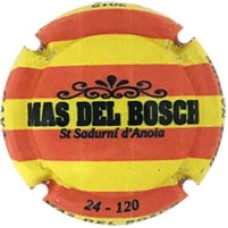 MAS DEL BOSCH
St Sadurní d'Anoia
24 - 120